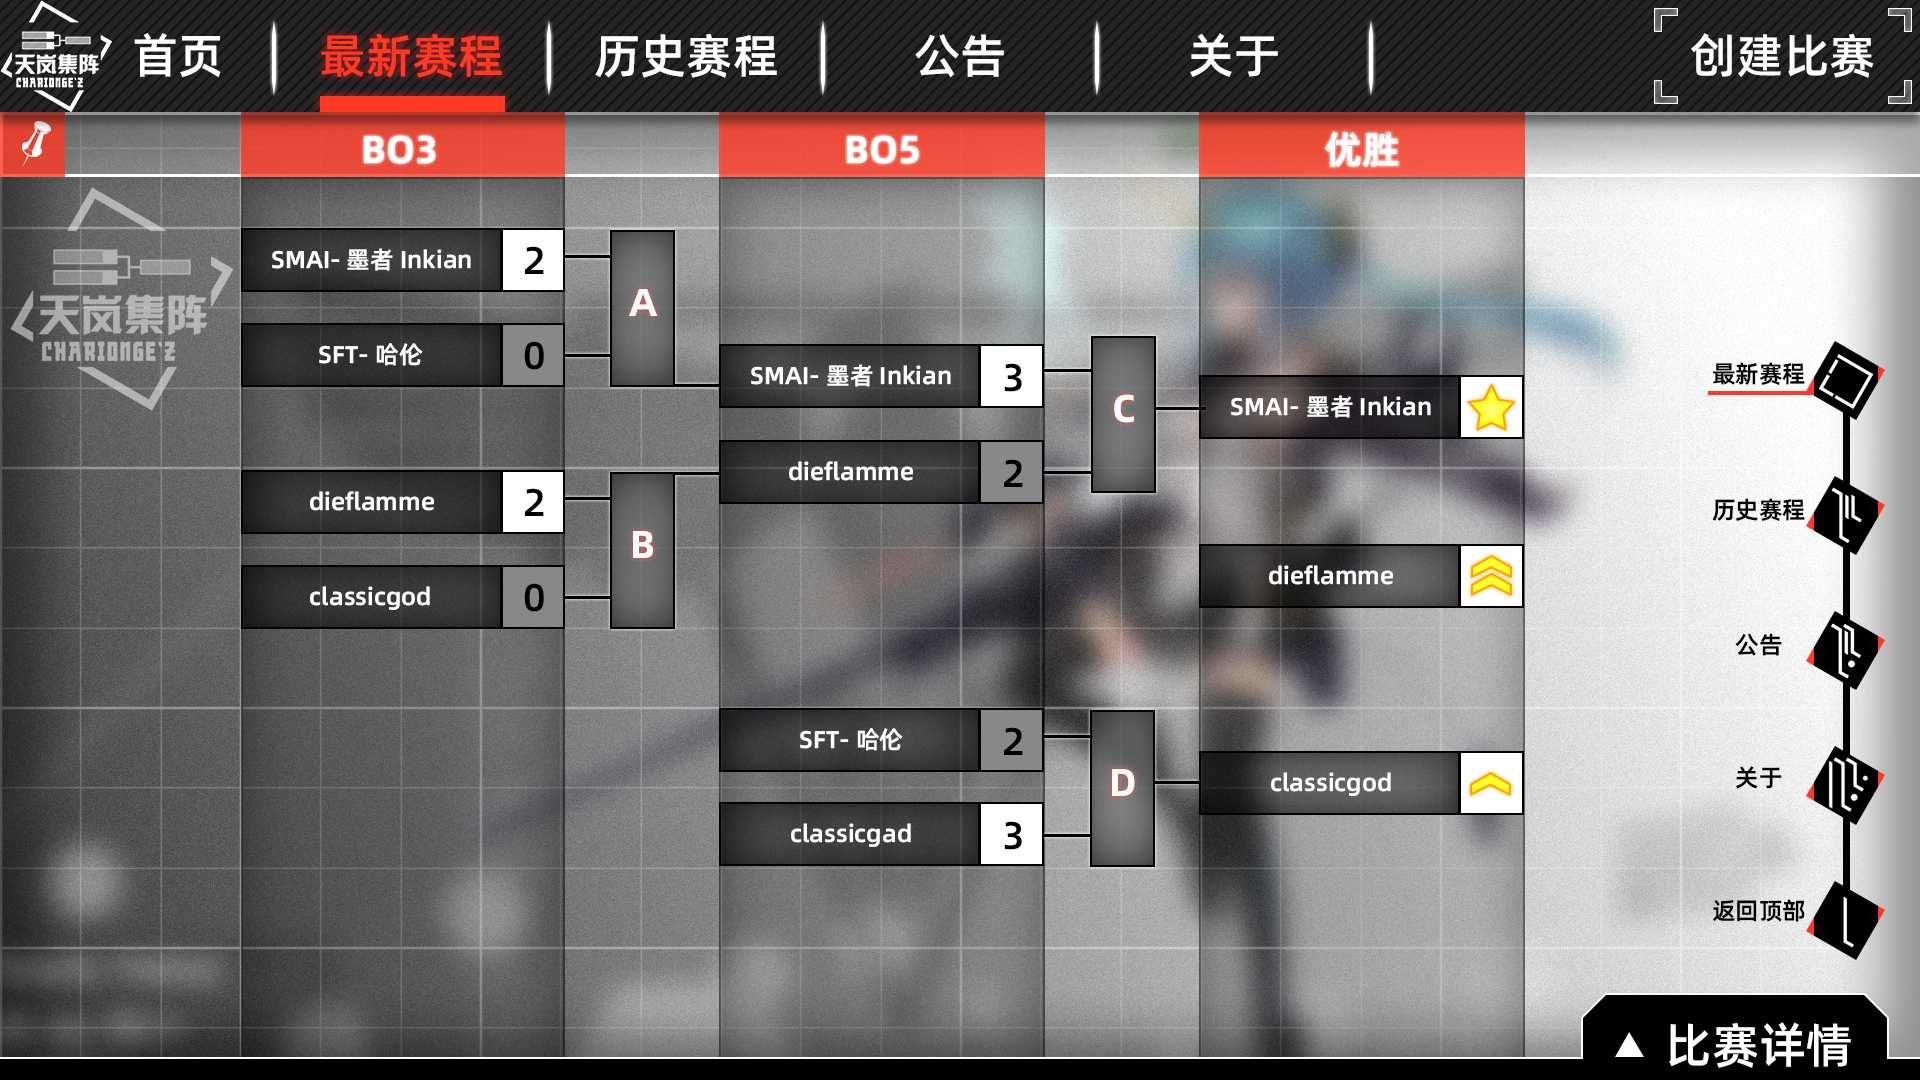 天岚集阵
CHARIONGE'Z
首页
最新赛程
历史赛程
公告
关于
创建比赛
BO3
BO5
优胜
天岚集阵
CHARIONGE'Z
SMAI- 墨者 Inkian 2
SFT- 哈伦 0
A
dieflamme 2
classicgod 0
B
SMAI- 墨者 Inkian 3
dieflamme 2
C
SFT- 哈伦 2
classicgad 3
D
SMAI- 墨者 Inkian
dieflamme
classicgod
最新赛程
历史赛程
公告
关于
返回顶部
▲ 比赛详情